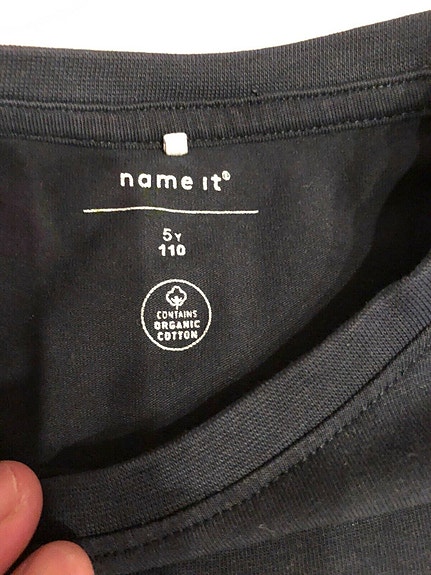 name it®
5Y
110
CONTAINS
ORGANIC
COTTON